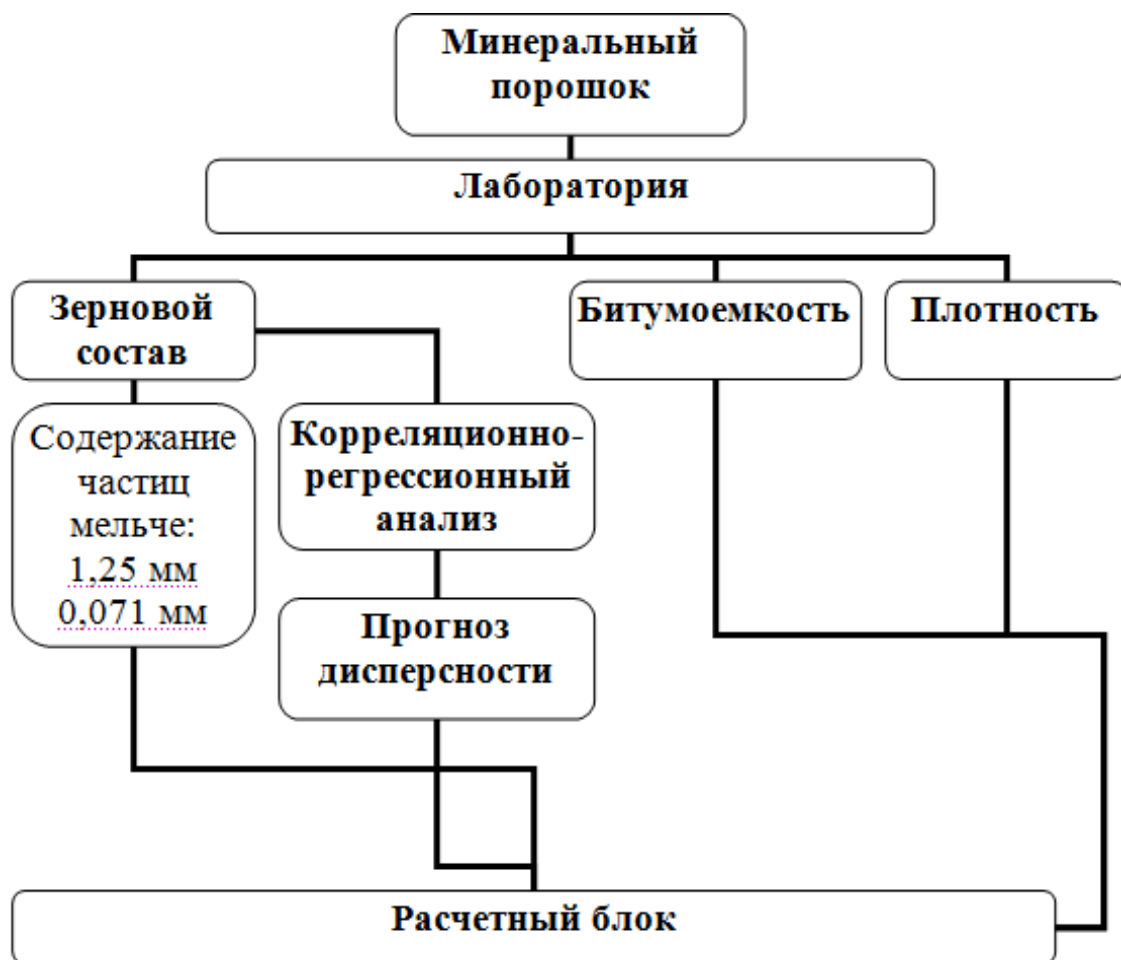 Минеральный
порошок
Лаборатория
Зерновой
состав
Битумоемкость
Плотность
Содержание
частиц
мельче:
1,25 мм
0,071 мм
Корреляционно-
регрессионный
анализ
Прогноз
дисперсности
Расчетный блок